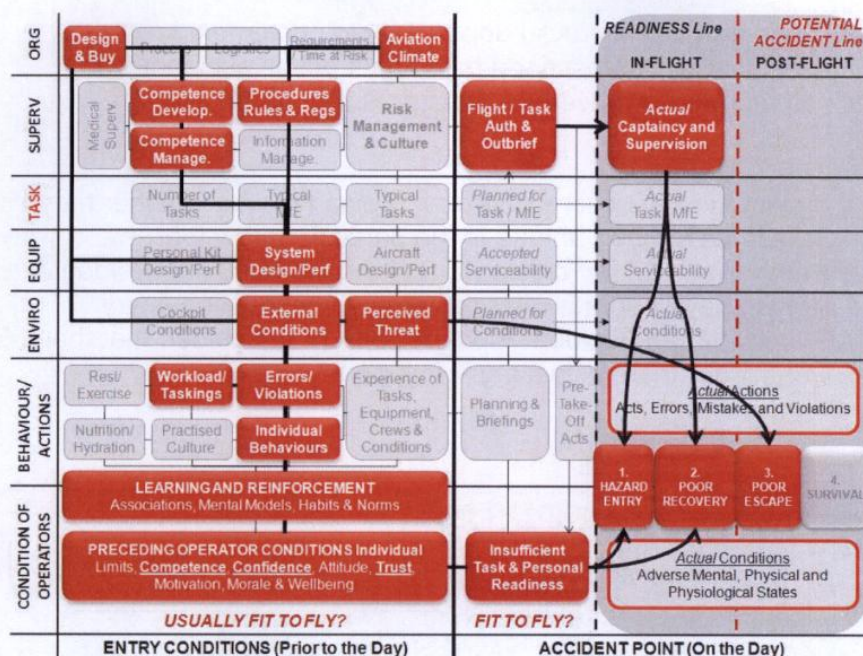 ORG
Design
& Buy
Process
Logistics
Requirements
/ Time at Risk
Aviation
Climate
READINESS Line
IN-FLIGHT
POTENTIAL
ACCIDENT Line
POST-FLIGHT
SUPERV
Medical
Superv
Competence
Develop.
Procedures
Rules & Regs
Competence
Manage.
Information
Manage.
Risk
Management
& Culture
Flight / Task
Auth &
Outbrief
Actual
Captaincy and
Supervision
TASK
Number of
Tasks
Typical
MfE
Typical
Tasks
Planned for
Task / MfE
Actual
Task / MfE
EQUIP
Personal Kit
Design/Perf
System
Design/Perf
Aircraft
Design/Perf
Accepted
Serviceability
Actual
Serviceability
ENVIRO
Cockpit
Conditions
External
Conditions
Perceived
Threat
Planned for
Conditions
Actual
Conditions
BEHAVIOUR/
ACTIONS
Rest/
Exercise
Workload/
Taskings
Errors/
Violations
Nutrition/
Hydration
Practised
Culture
Individual
Behaviours
Experience of
Tasks,
Equipment,
Crews &
Conditions
Planning &
Briefings
Pre-
Take-
Off
Acts
Actual Actions
Acts, Errors, Mistakes and Violations
1.
HAZARD
ENTRY
2.
POOR
RECOVERY
3.
POOR
ESCAPE
4.
SURVIVAL
CONDITION OF
OPERATORS
LEARNING AND REINFORCEMENT
Associations, Mental Models, Habits & Norms
PRECEDING OPERATOR CONDITIONS Individual
Limits, Competence, Confidence, Attitude, Trust,
Motivation, Morale & Wellbeing
Insufficient
Task & Personal
Readiness
Actual Conditions
Adverse Mental, Physical and
Physiological States
USUALLY FIT TO FLY?
FIT TO FLY?
ENTRY CONDITIONS (Prior to the Day)
ACCIDENT POINT (On the Day)